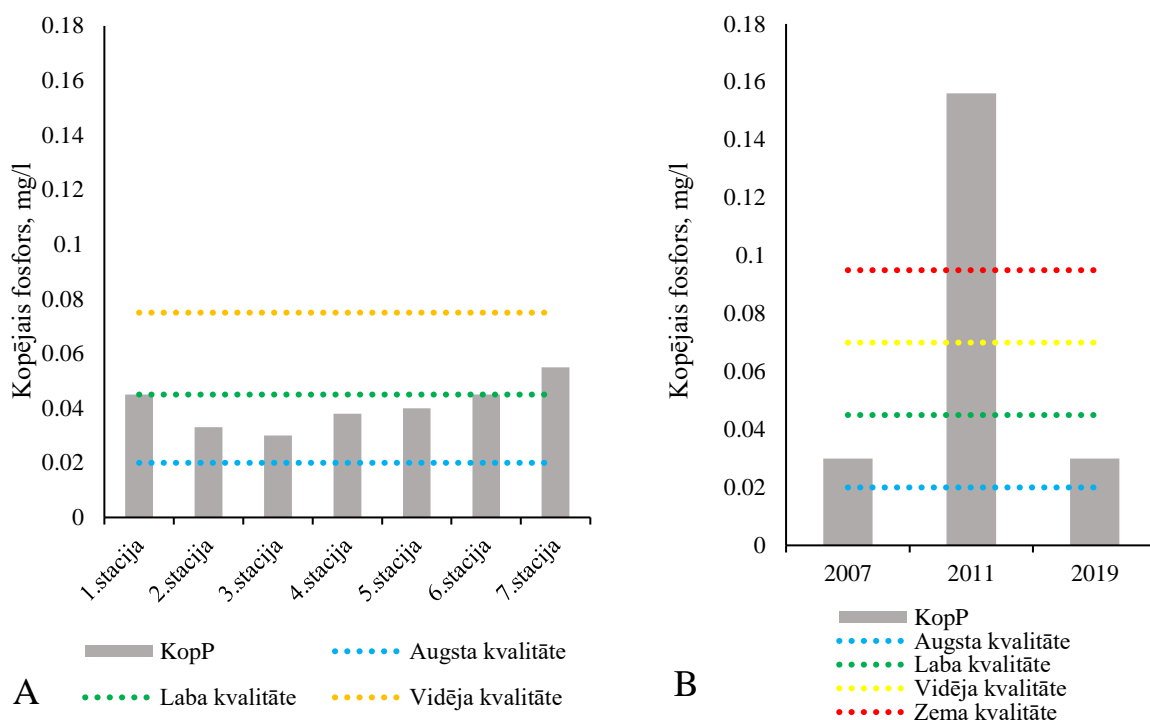 Kopējais fosfors, mg/l
0.18
0.16
0.14
0.12
0.1
0.08
0.06
0.04
0.02
0
1.stacija
2.stacija
3.stacija
4.stacija
5.stacija
6.stacija
7.stacija
KopP
Augsta kvalitāte
Laba kvalitāte
Vidēja kvalitāte
A
Kopējais fosfors, mg/l
0.18
0.16
0.14
0.12
0.1
0.08
0.06
0.04
0.02
0
2007
2011
2019
KopP
Augsta kvalitāte
Laba kvalitāte
Vidēja kvalitāte
Zema kvalitāte
B